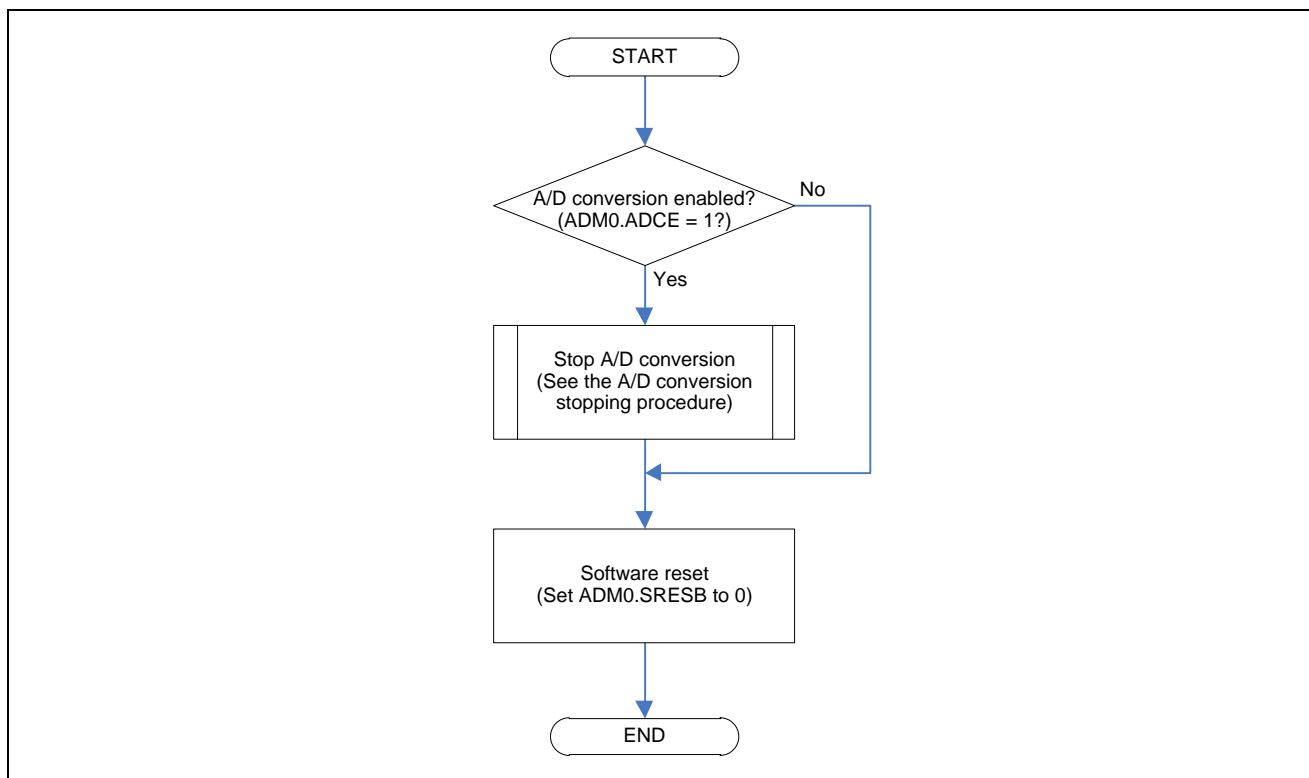 START
A/D conversion enabled?
(ADM0.ADCE = 1?)
No
Yes
Stop A/D conversion
(See the A/D conversion
stopping procedure)
Software reset
(Set ADM0.SRESB to 0)
END